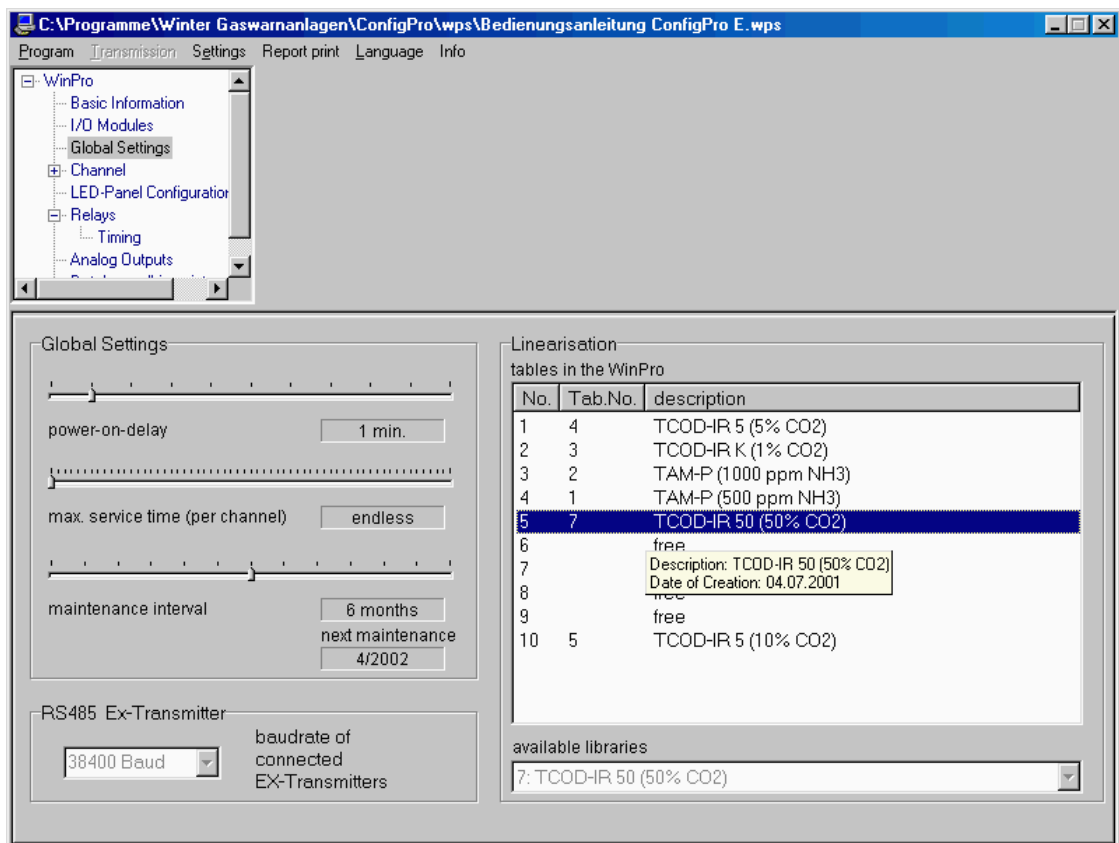 C:\Programme\Winter Gaswarnanlagen\ConfigPro\wps\Bedienungsanleitung ConfigPro E.wps
Program Transmission Settings Report print Language Info
WinPro
Basic Information
I/O Modules
Global Settings
Channel
LED-Panel Configuration
Relays
Timing
Analog Outputs
Global Settings
power-on-delay 1 min.
max. service time (per channel) endless
maintenance interval 6 months
next maintenance
4/2002
RS485 Ex-Transmitter
38400 Baud
baudrate of
connected
EX-Transmitters
Linearisation
tables in the WinPro
No. Tab.No. description
1 4 TCOD-IR 5 (5% CO2)
2 3 TCOD-IR K (1% CO2)
3 2 TAM-P (1000 ppm NH3)
4 1 TAM-P (500 ppm NH3)
5 7 TCOD-IR 50 (50% CO2)
6 free
7
Description: TCOD-IR 50 (50% CO2)
Date of Creation: 04.07.2001
8 free
9 free
10 5 TCOD-IR 5 (10% CO2)
available libraries
7: TCOD-IR 50 (50% CO2)